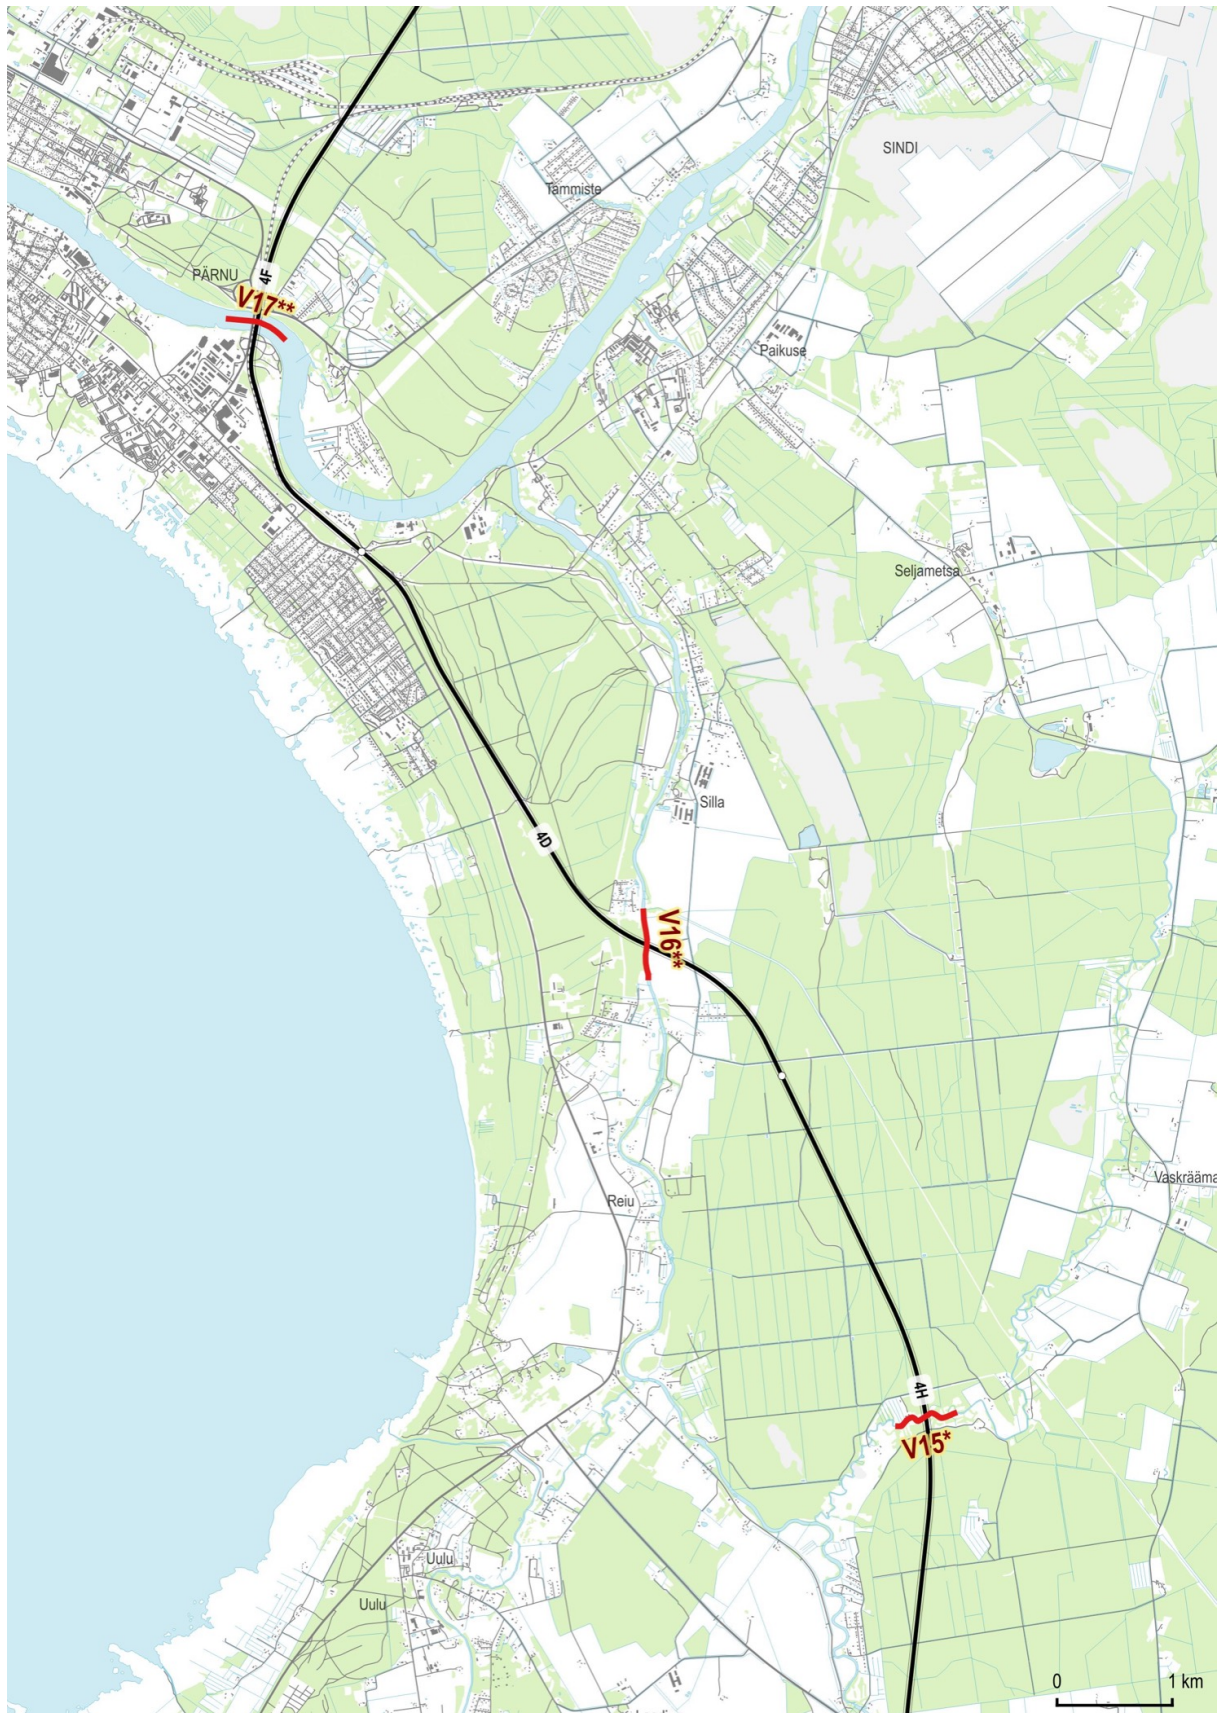 SINDI
Tammiste
PÄRNU
4F
V17**
Paikuse
Seljametsa
Silla
4D
V16**
Vaskrääma
Reiu
4H
V15*
Uulu
Uulu
0 1 km